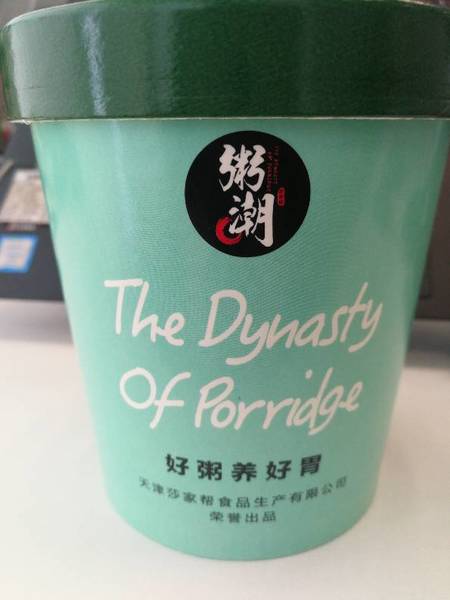 粥潮
The Dynasty
Of Porridge
好粥养好胃
天津莎家帮食品生产有限公司
荣誉出品